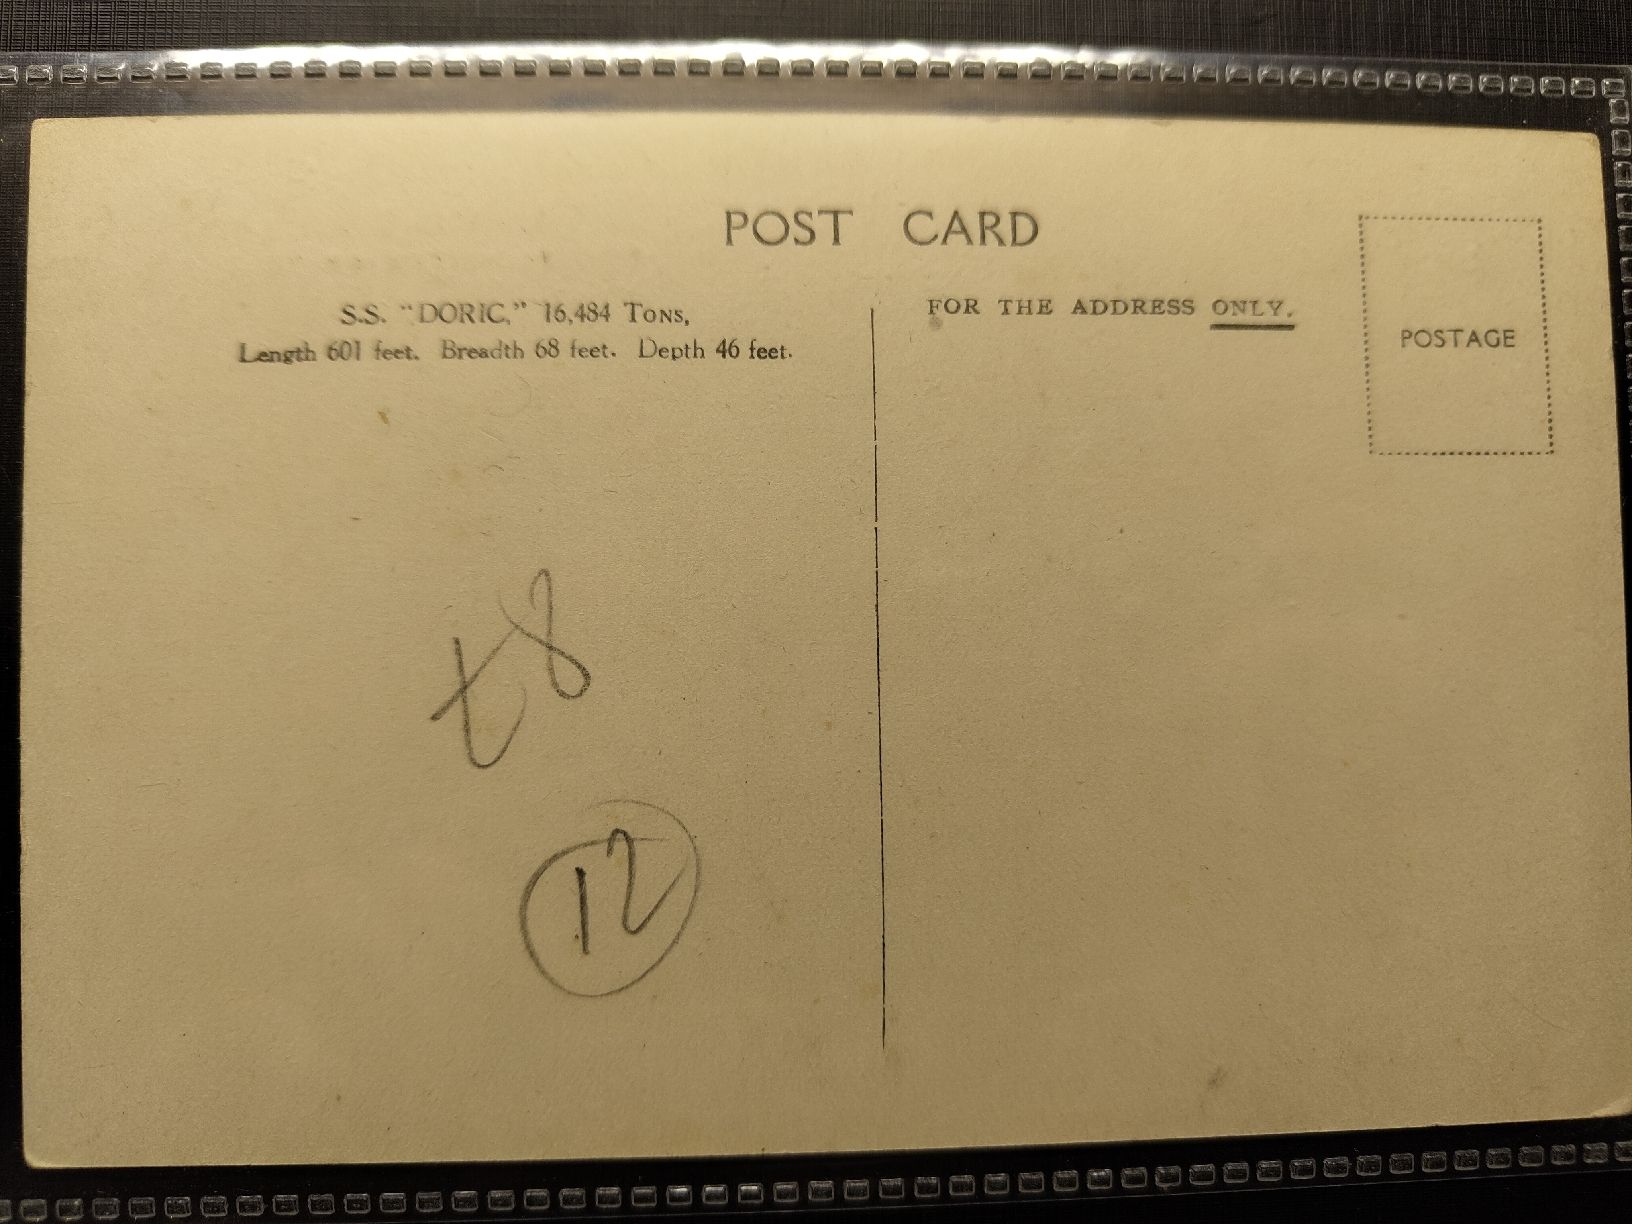 POST CARD
S.S. "DORIC," 16,484 TONS,
Length 601 feet. Breadth 68 feet. Depth 46 feet.
FOR THE ADDRESS ONLY.
POSTAGE
12